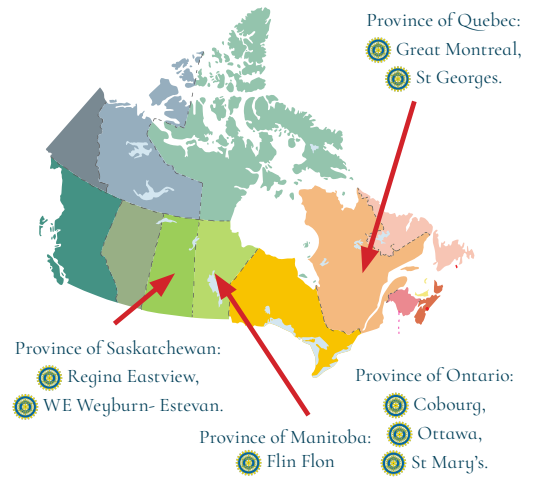 Province of Quebec:
Great Montreal,
St Georges.
Province of Saskatchewan:
Regina Eastview,
WE Weyburn- Estevan.
Province of Manitoba:
Flin Flon
Province of Ontario:
Cobourg,
Ottawa,
St Mary's.